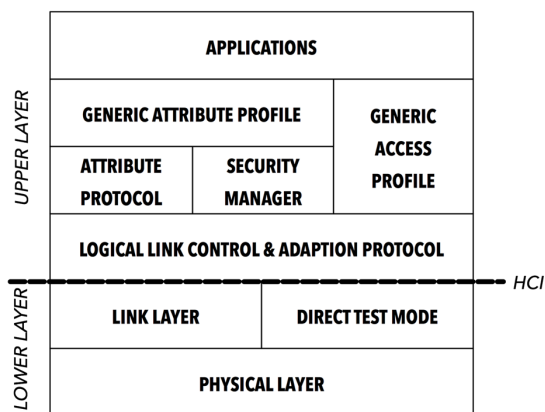 APPLICATIONS
UPPER LAYER
GENERIC ATTRIBUTE PROFILE
GENERIC
ACCESS
PROFILE
ATTRIBUTE
PROTOCOL
SECURITY
MANAGER
LOGICAL LINK CONTROL & ADAPTION PROTOCOL
HCI
LOWER LAYER
LINK LAYER
DIRECT TEST MODE
PHYSICAL LAYER